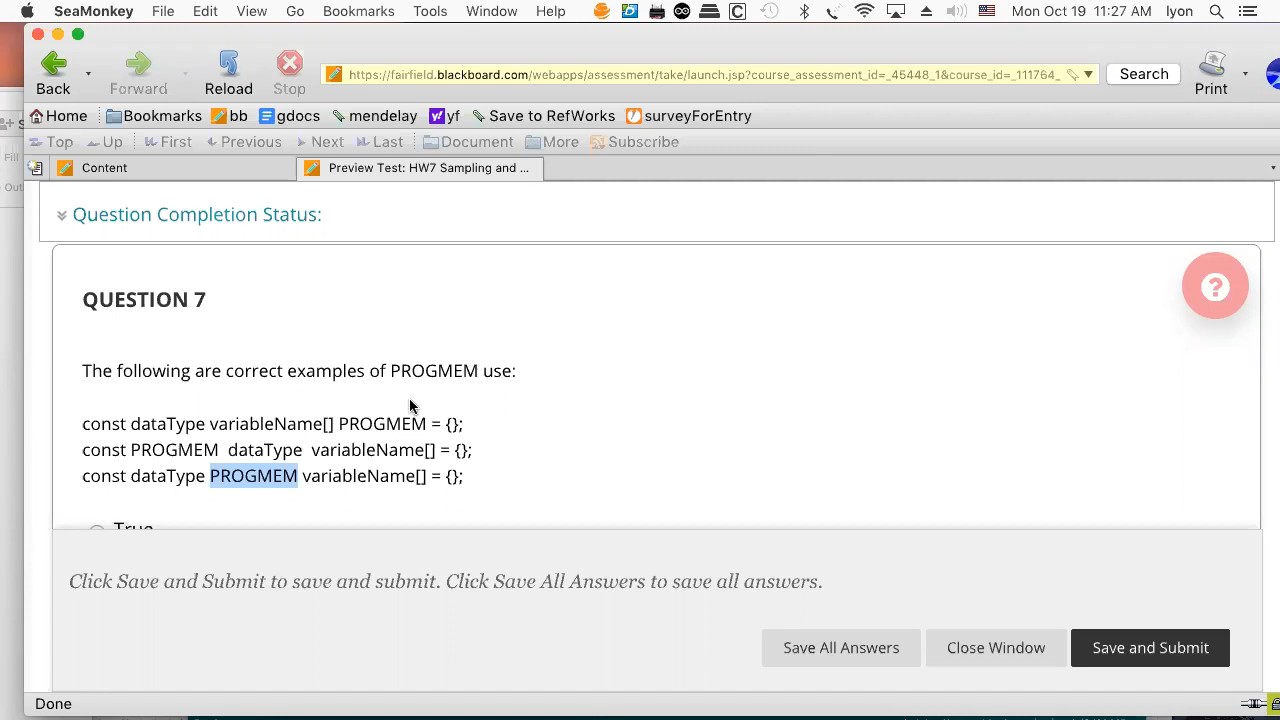 SeaMonkey File Edit View Go Bookmarks Tools Window Help Mon Oct 19 11:27 AM lyon
https://fairfield.blackboard.com/webapps/assessment/take/launch.jsp?course_assessment_id=_45448_1&course_id=_111764_ Search
Back Forward Reload Stop Print
Home Bookmarks bb gdocs mendelay yf Save to RefWorks surveyForEntry
Top Up First Previous Next Last Document More Subscribe
Content Preview Test: HW7 Sampling and ...
Fill
Question Completion Status:
QUESTION 7
The following are correct examples of PROGMEM use:
const dataType variableName[] PROGMEM = {};
const PROGMEM dataType variableName[] = {};
const dataType PROGMEM variableName[] = {};
True
Click Save and Submit to save and submit. Click Save All Answers to save all answers.
Save All Answers Close Window Save and Submit
Done